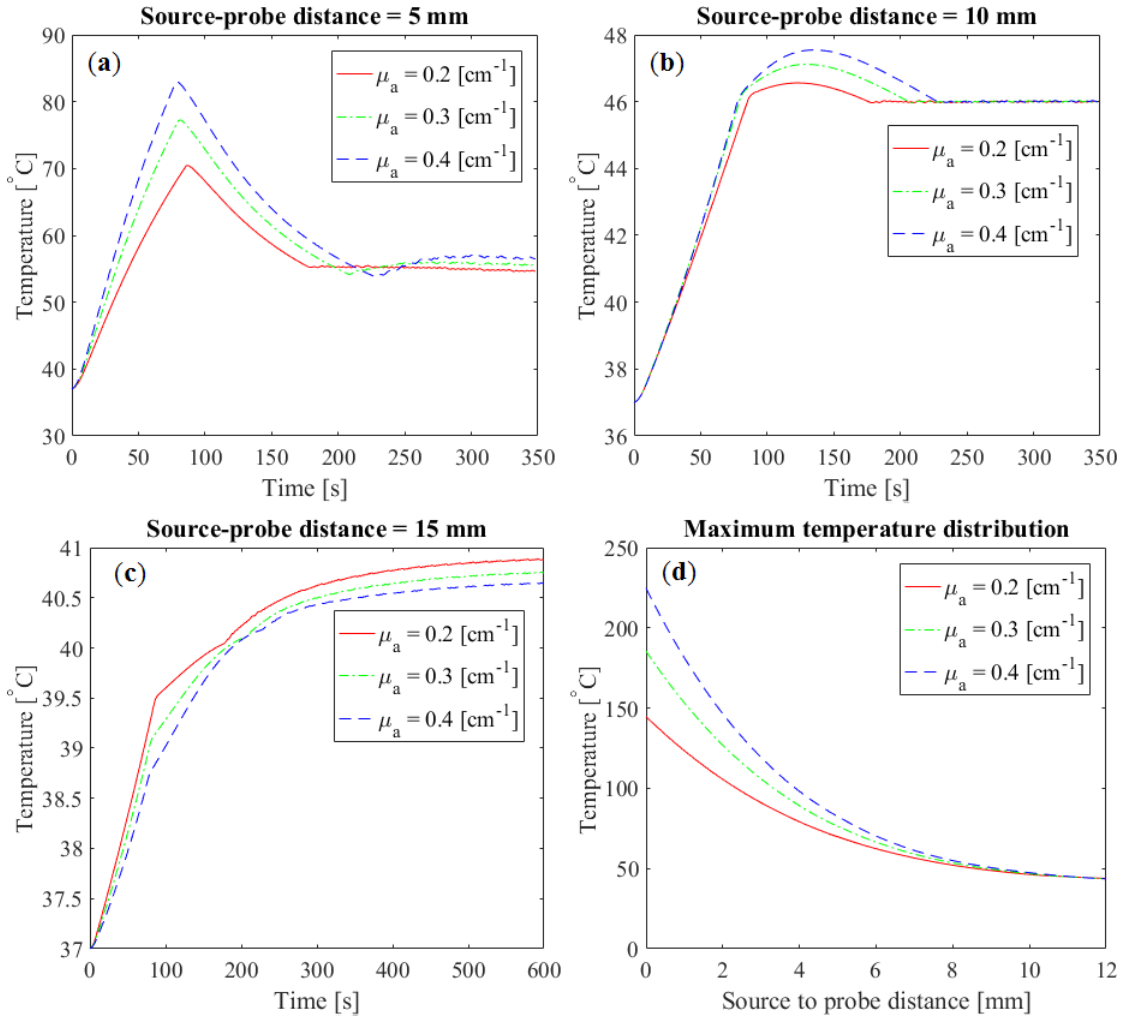 Source-probe distance = 5 mm
(a)
μa = 0.2 [cm-1]
μa = 0.3 [cm-1]
μa = 0.4 [cm-1]
Temperature [°C]
90
80
70
60
50
40
30
0 50 100 150 200 250 300 350
Time [s]
Source-probe distance = 10 mm
(b)
μa = 0.2 [cm-1]
μa = 0.3 [cm-1]
μa = 0.4 [cm-1]
Temperature [°C]
48
46
44
42
40
38
36
0 50 100 150 200 250 300 350
Time [s]
Source-probe distance = 15 mm
(c)
μa = 0.2 [cm-1]
μa = 0.3 [cm-1]
μa = 0.4 [cm-1]
Temperature [°C]
41
40.5
40
39.5
39
38.5
38
37.5
37
0 100 200 300 400 500 600
Time [s]
Maximum temperature distribution
(d)
μa = 0.2 [cm-1]
μa = 0.3 [cm-1]
μa = 0.4 [cm-1]
Temperature [°C]
250
200
150
100
50
0
0 2 4 6 8 10 12
Source to probe distance [mm]